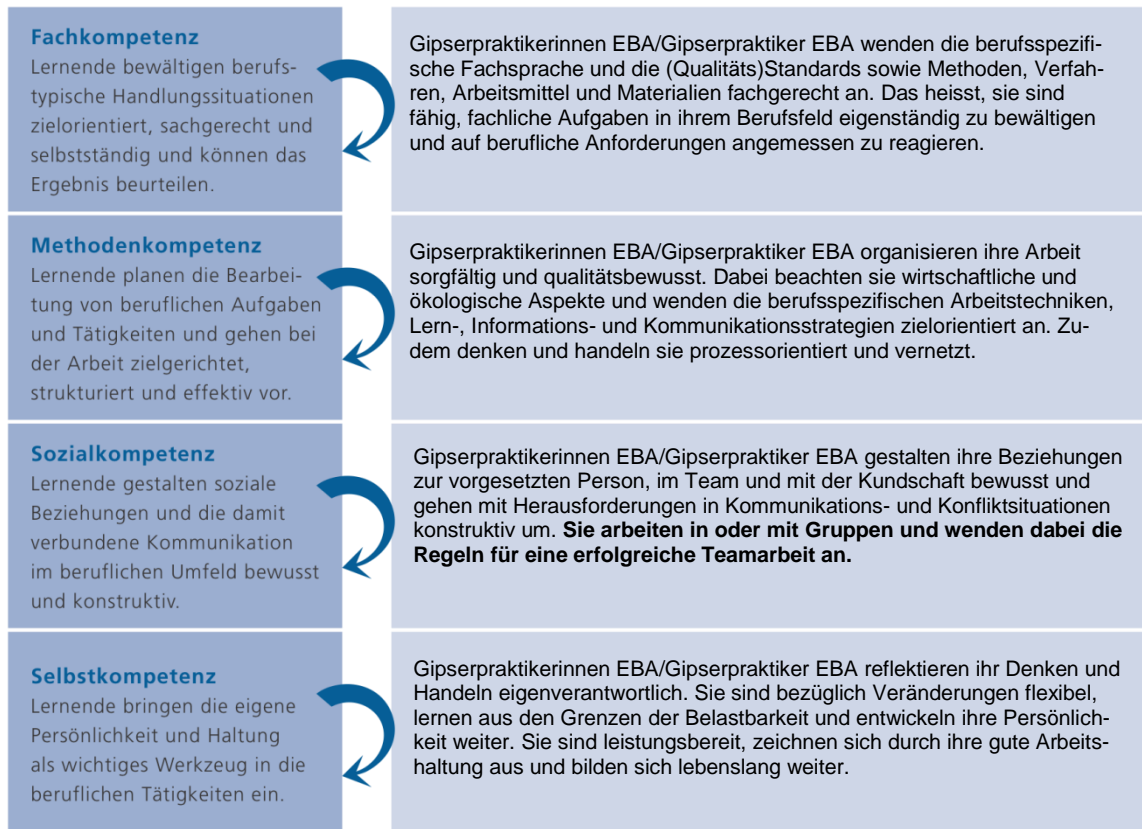 Fachkompetenz
Lernende bewältigen berufs-
typische Handlungssituationen
zielorientiert, sachgerecht und
selbstständig und können das
Ergebnis beurteilen.
Gipserpraktikerinnen EBA/Gipserpraktiker EBA wenden die berufsspezifi-
sche Fachsprache und die (Qualitäts)Standards sowie Methoden, Verfah-
ren, Arbeitsmittel und Materialien fachgerecht an. Das heisst, sie sind
fähig, fachliche Aufgaben in ihrem Berufsfeld eigenständig zu bewältigen
und auf berufliche Anforderungen angemessen zu reagieren.
Methodenkompetenz
Lernende planen die Bearbei-
tung von beruflichen Aufgaben
und Tätigkeiten und gehen bei
der Arbeit zielgerichtet,
strukturiert und effektiv vor.
Gipserpraktikerinnen EBA/Gipserpraktiker EBA organisieren ihre Arbeit
sorgfältig und qualitätsbewusst. Dabei beachten sie wirtschaftliche und
ökologische Aspekte und wenden die berufsspezifischen Arbeitstechniken,
Lern-, Informations- und Kommunikationsstrategien zielorientiert an. Zu-
dem denken und handeln sie prozessorientiert und vernetzt.
Sozialkompetenz
Lernende gestalten soziale
Beziehungen und die damit
verbundene Kommunikation
im beruflichen Umfeld bewusst
und konstruktiv.
Gipserpraktikerinnen EBA/Gipserpraktiker EBA gestalten ihre Beziehungen
zur vorgesetzten Person, im Team und mit der Kundschaft bewusst und
gehen mit Herausforderungen in Kommunikations- und Konfliktsituationen
konstruktiv um. Sie arbeiten in oder mit Gruppen und wenden dabei die
Regeln für eine erfolgreiche Teamarbeit an.
Selbstkompetenz
Lernende bringen die eigene
Persönlichkeit und Haltung
als wichtiges Werkzeug in die
beruflichen Tätigkeiten ein.
Gipserpraktikerinnen EBA/Gipserpraktiker EBA reflektieren ihr Denken und
Handeln eigenverantwortlich. Sie sind bezüglich Veränderungen flexibel,
lernen aus den Grenzen der Belastbarkeit und entwickeln ihre Persönlich-
keit weiter. Sie sind leistungsbereit, zeichnen sich durch ihre gute Arbeits-
haltung aus und bilden sich lebenslang weiter.